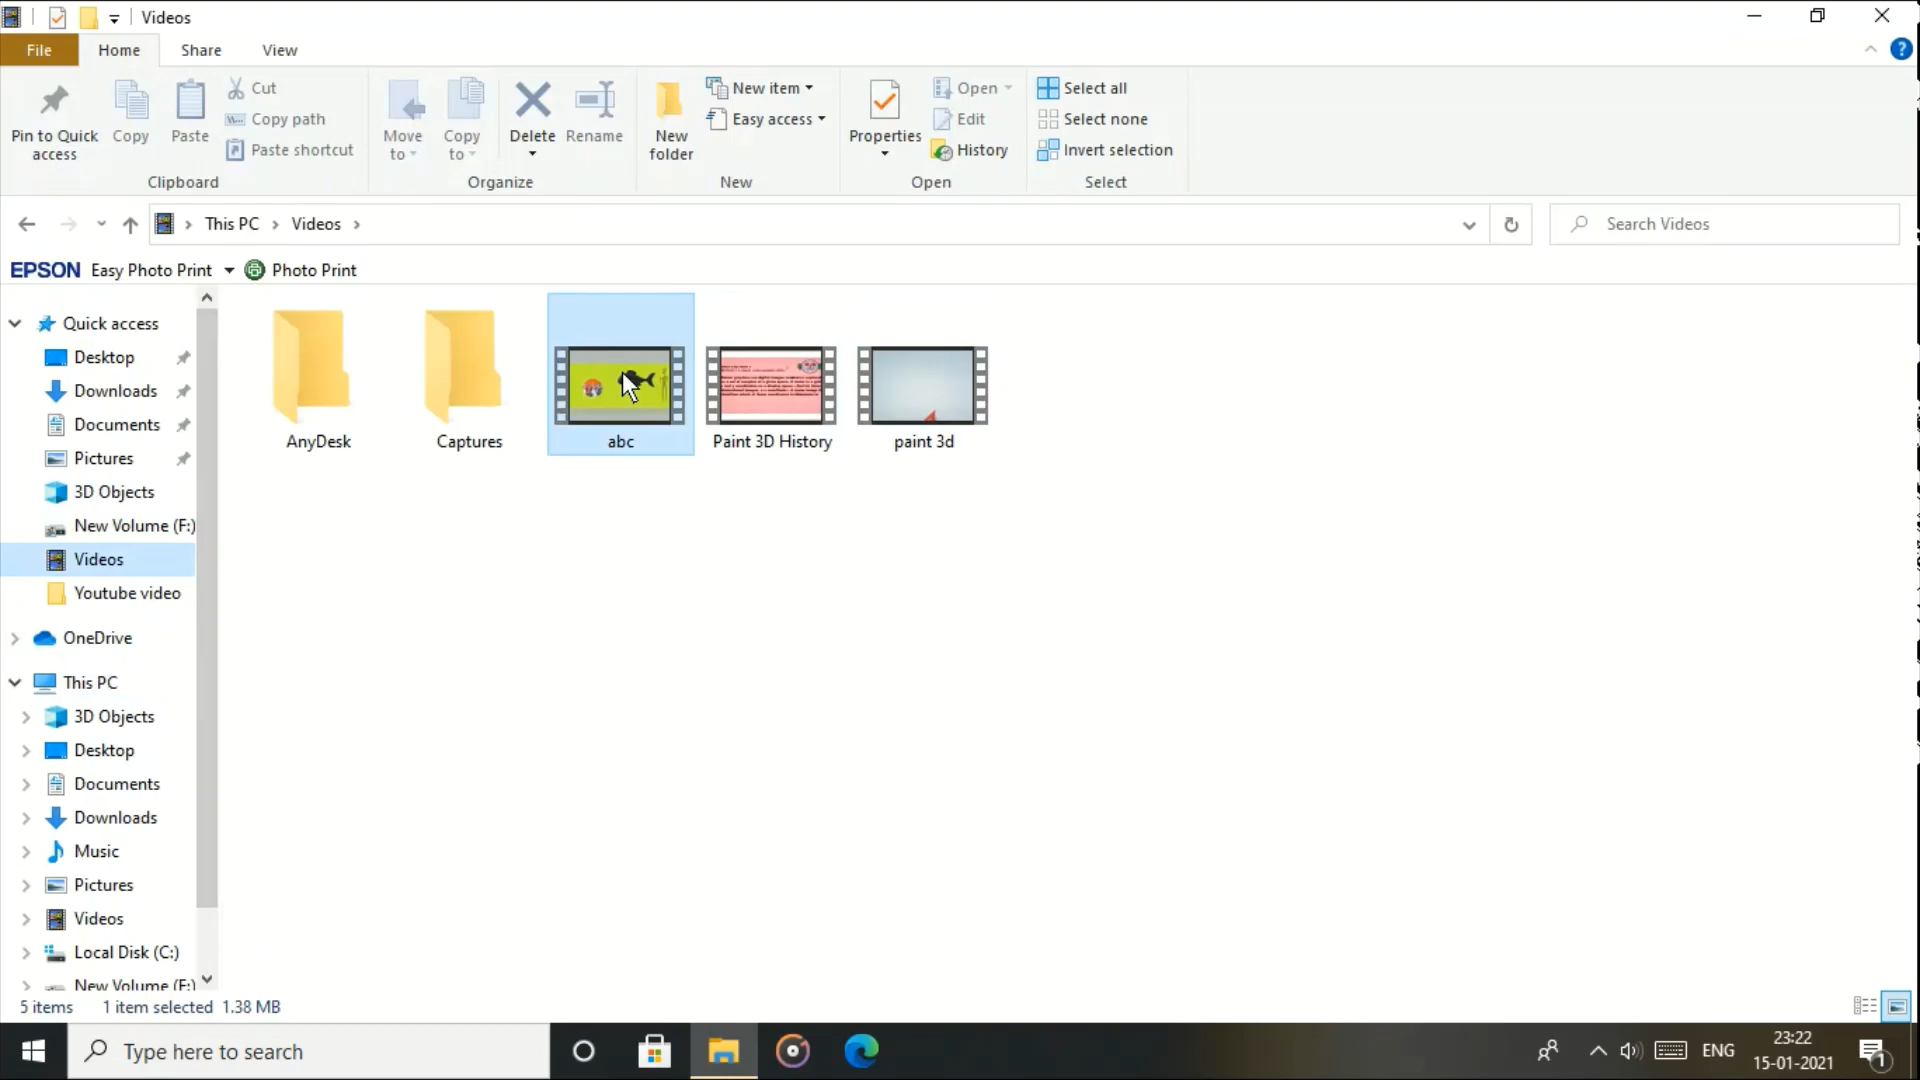 Videos
File Home Share View
Pin to Quick access
Copy
Paste
Cut
Copy path
Paste shortcut
Clipboard
Move to
Copy to
Delete
Rename
Organize
New folder
New item
Easy access
New
Properties
Open
Edit
History
Open
Select all
Select none
Invert selection
Select
This PC Videos
Search Videos
EPSON Easy Photo Print Photo Print
Quick access
Desktop
Downloads
Documents
Pictures
3D Objects
New Volume (F:)
Videos
Youtube video
OneDrive
This PC
3D Objects
Desktop
Documents
Downloads
Music
Pictures
Videos
Local Disk (C:)
New Volume
AnyDesk
Captures
abc
Paint 3D History
paint 3d
5 items 1 item selected 1.38 MB
Type here to search
ENG
23:22
15-01-2021
1